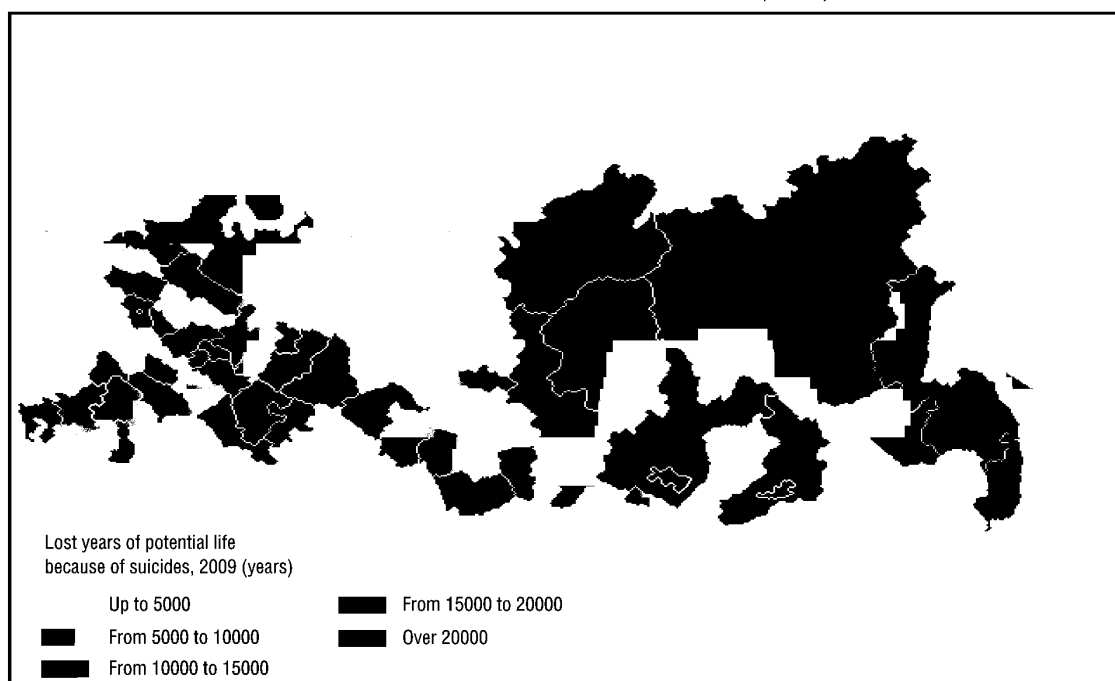 Lost years of potential life
because of suicides, 2009 (years)
Up to 5000
From 5000 to 10000
From 10000 to 15000
From 15000 to 20000
Over 20000